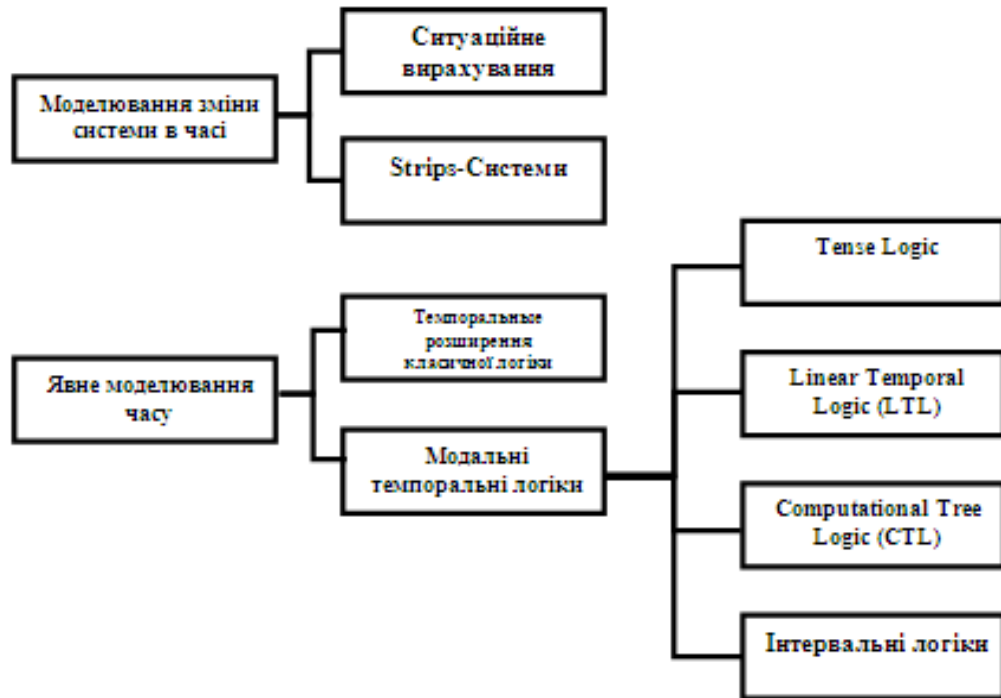 Ситуаційне
вирахування
Моделювання зміни
системи в часі
Strips-Системи
Tense Logic
Темпоральные
розширення
класичної логіки
Явне моделювання
часу
Linear Temporal
Logic (LTL)
Модальні
темпоральні логіки
Computational Tree
Logic (CTL)
Інтервальні логіки